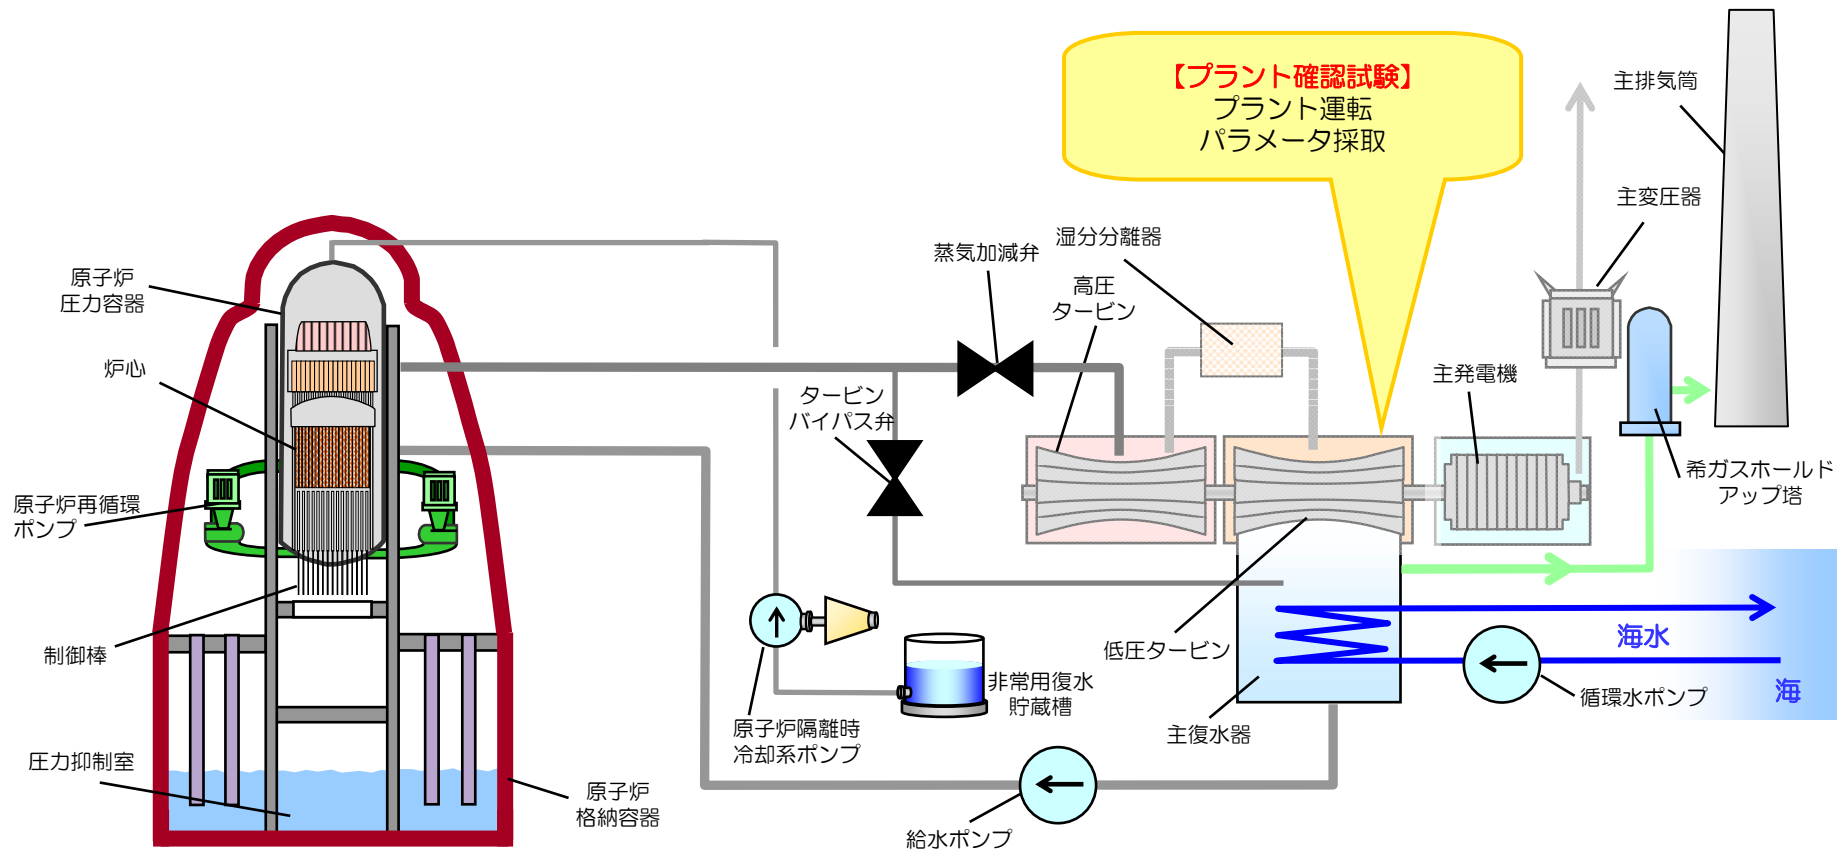 【プラント確認試験】
プラント運転
パラメータ採取
主排気筒
主変圧器
湿分分離器
蒸気加減弁
高圧
タービン
原子炉
圧力容器
炉心
タービン
バイパス弁
主発電機
希ガスホールド
アップ塔
原子炉再循環
ポンプ
制御棒
低圧タービン
海水
海
非常用復水
貯蔵槽
循環水ポンプ
原子炉隔離時
冷却系ポンプ
主復水器
圧力抑制室
原子炉
格納容器
給水ポンプ